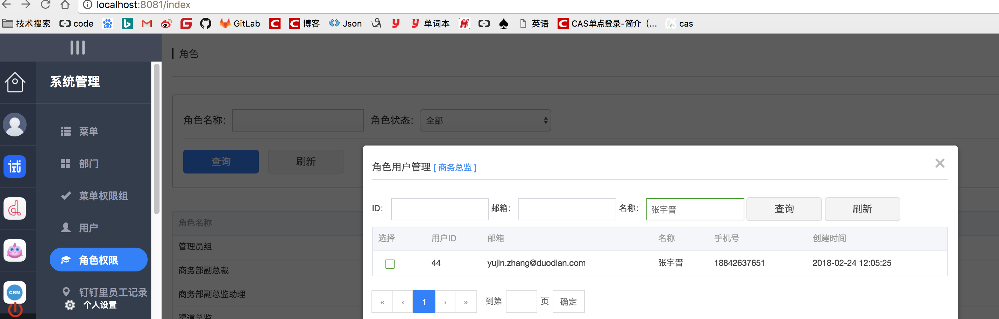 localhost:8081/index
技术搜索 code GitLab 博客 Json 单词本 英语 CAS单点登录-简介（... cas
角色
系统管理
菜单
部门
菜单权限组
用户
角色权限
钉钉里员工记录
个人设置
试
CRM
角色名称： 角色状态： 全部
查询 刷新
角色名称
管理员组
商务部副总裁
商务部副总监助理
渠道总监
角色用户管理 [ 商务总监 ] ×
ID： 邮箱： 名称： 张宇晋 查询 刷新
选择 用户ID 邮箱 名称 手机号 创建时间
44 yujin.zhang@duodian.com 张宇晋 18842637651 2018-02-24 12:05:25
« ‹ 1 › » 到第 页 确定